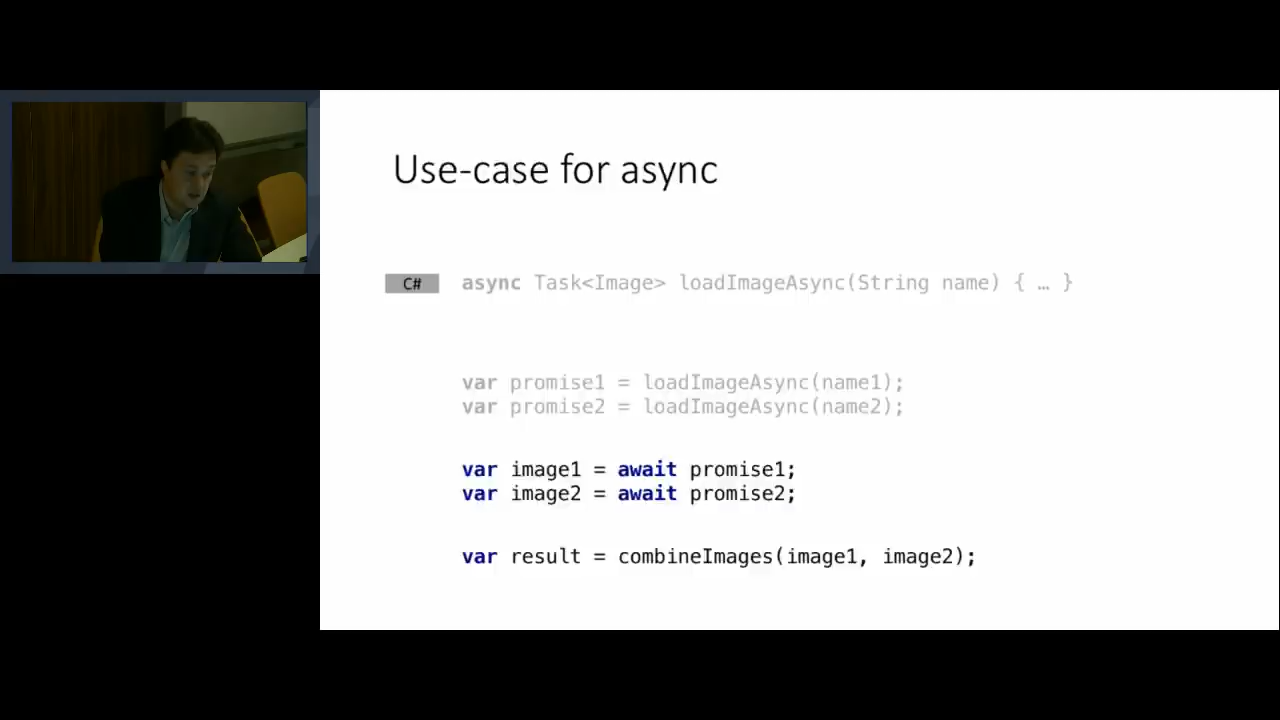 Use-case for async
C# async Task<Image> loadImageAsync(String name) { … }
var promise1 = loadImageAsync(name1);
var promise2 = loadImageAsync(name2);
var image1 = await promise1;
var image2 = await promise2;
var result = combineImages(image1, image2);